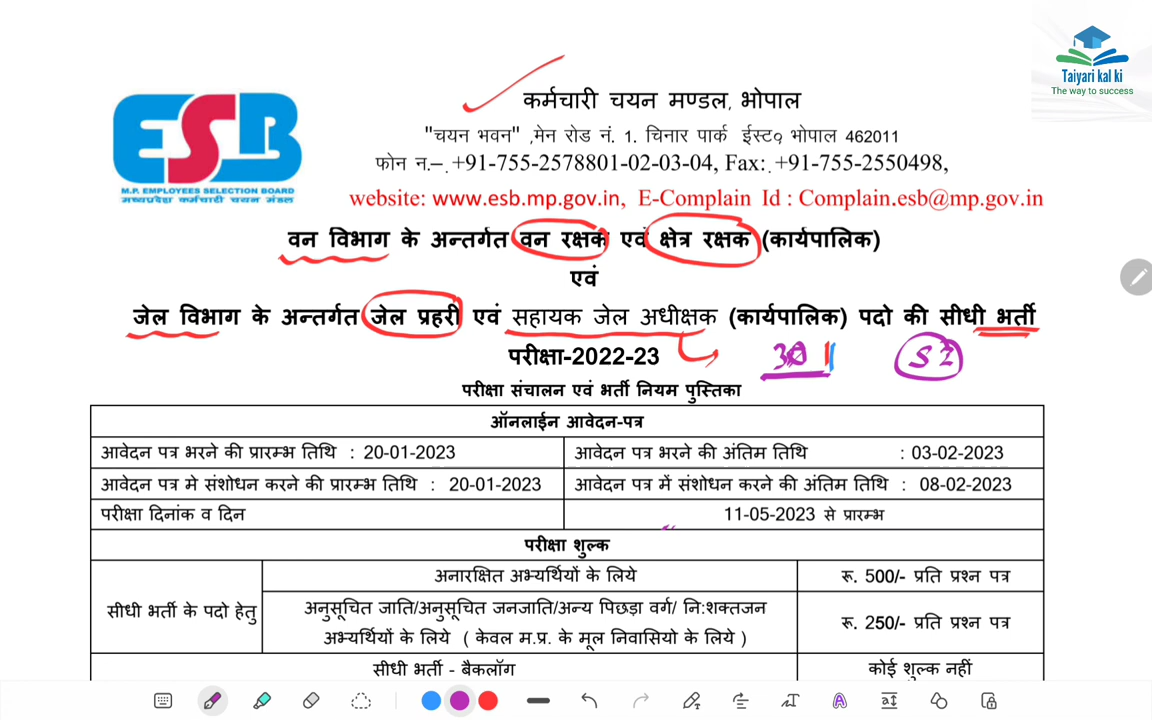 Taiyari kal ki
The way to success
ESB
M.P. EMPLOYEES SELECTION BOARD
मध्यप्रदेश कर्मचारी चयन मंडल
कर्मचारी चयन मण्डल, भोपाल
"चयन भवन" ,मेन रोड नं. 1. चिनार पार्क ईस्टo भोपाल 462011
फोन न.–. +91-755-2578801-02-03-04, Fax: . +91-755-2550498,
website: www.esb.mp.gov.in, E-Complain Id : Complain.esb@mp.gov.in
वन विभाग के अन्तर्गत वन रक्षक एवं क्षेत्र रक्षक (कार्यपालिक)
एवं
जेल विभाग के अन्तर्गत जेल प्रहरी एवं सहायक जेल अधीक्षक (कार्यपालिक) पदो की सीधी भर्ती
परीक्षा-2022-23
परीक्षा संचालन एवं भर्ती नियम पुस्तिका
ऑनलाईन आवेदन-पत्र
आवेदन पत्र भरने की प्रारम्भ तिथि : 20-01-2023 आवेदन पत्र भरने की अंतिम तिथि : 03-02-2023
आवेदन पत्र मे संशोधन करने की प्रारम्भ तिथि : 20-01-2023 आवेदन पत्र में संशोधन करने की अंतिम तिथि : 08-02-2023
परीक्षा दिनांक व दिन 11-05-2023 से प्रारम्भ
परीक्षा शुल्क
सीधी भर्ती के पदो हेतु
अनारक्षित अभ्यर्थियों के लिये रू. 500/- प्रति प्रश्न पत्र
अनुसूचित जाति/अनुसूचित जनजाति/अन्य पिछडा वर्ग/ नि:शक्तजन
अभ्यर्थियों के लिये ( केवल म.प्र. के मूल निवासियो के लिये ) रू. 250/- प्रति प्रश्न पत्र
सीधी भर्ती - बैकलॉग कोई शुल्क नहीं